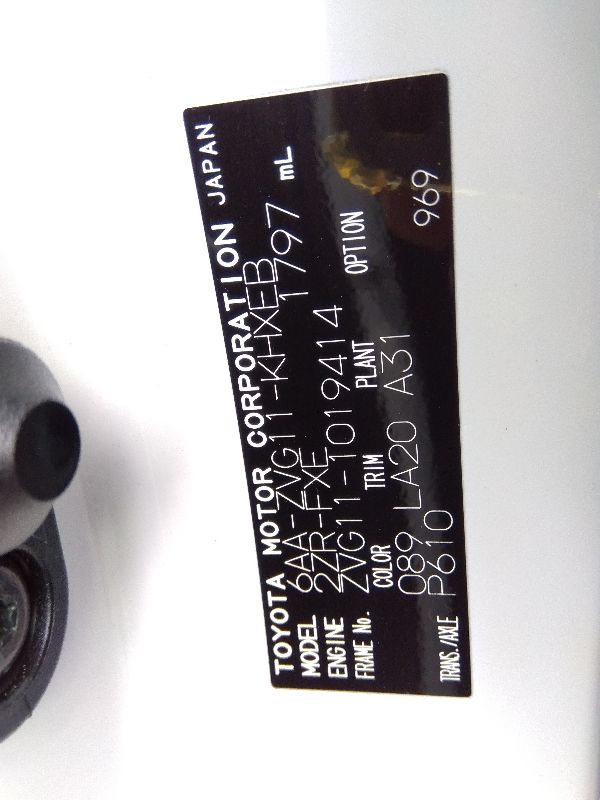 TOYOTA MOTOR CORPORATION JAPAN
MODEL 6AA-ZVG11-KHXEB
ENGINE 2ZR-FXE 1797 mL
FRAME No. ZVG11-1019414
COLOR TRIM PLANT OPTION
089 LA20 A31 969
TRANS./AXLE P610